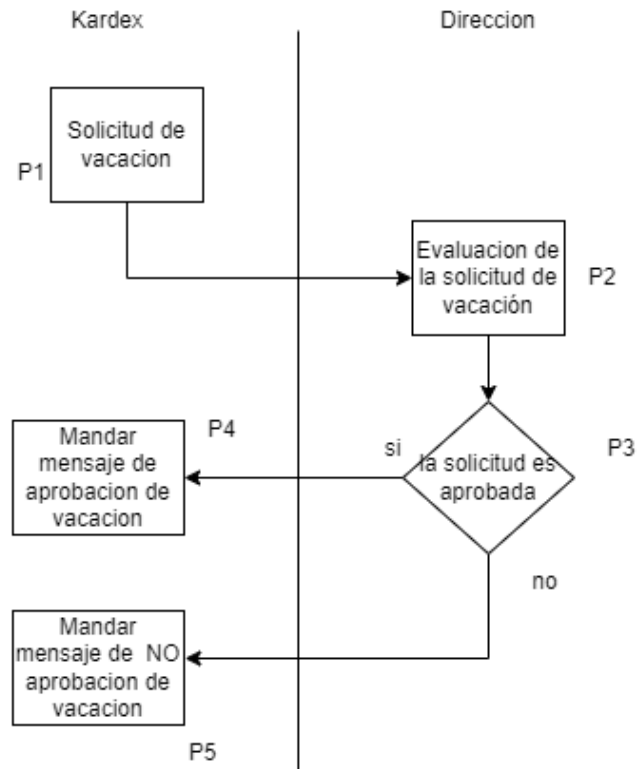 Kardex
Direccion
Solicitud de
vacacion
P1
Evaluacion de
la solicitud de
vacación
P2
P4
Mandar
mensaje de
aprobacion de
vacacion
si
la solicitud es
aprobada
P3
no
Mandar
mensaje de NO
aprobacion de
vacacion
P5